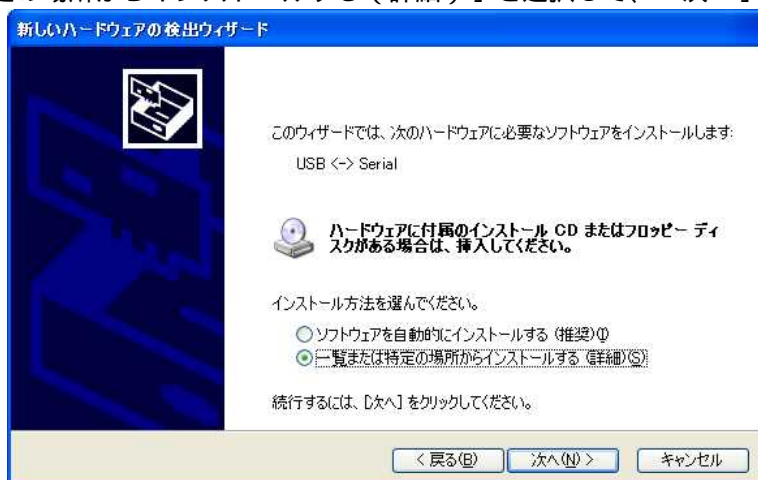 新しいハードウェアの検出ウィザード
このウィザードでは、次のハードウェアに必要なソフトウェアをインストールします:
USB <-> Serial
ハードウェアに付属のインストール CD またはフロッピー ディ
スクがある場合は、挿入してください。
インストール方法を選んでください。
ソフトウェアを自動的にインストールする (推奨)(I)
一覧または特定の場所からインストールする (詳細)(S)
続行するには、[次へ] をクリックしてください。
< 戻る(B) 次へ(N) > キャンセル